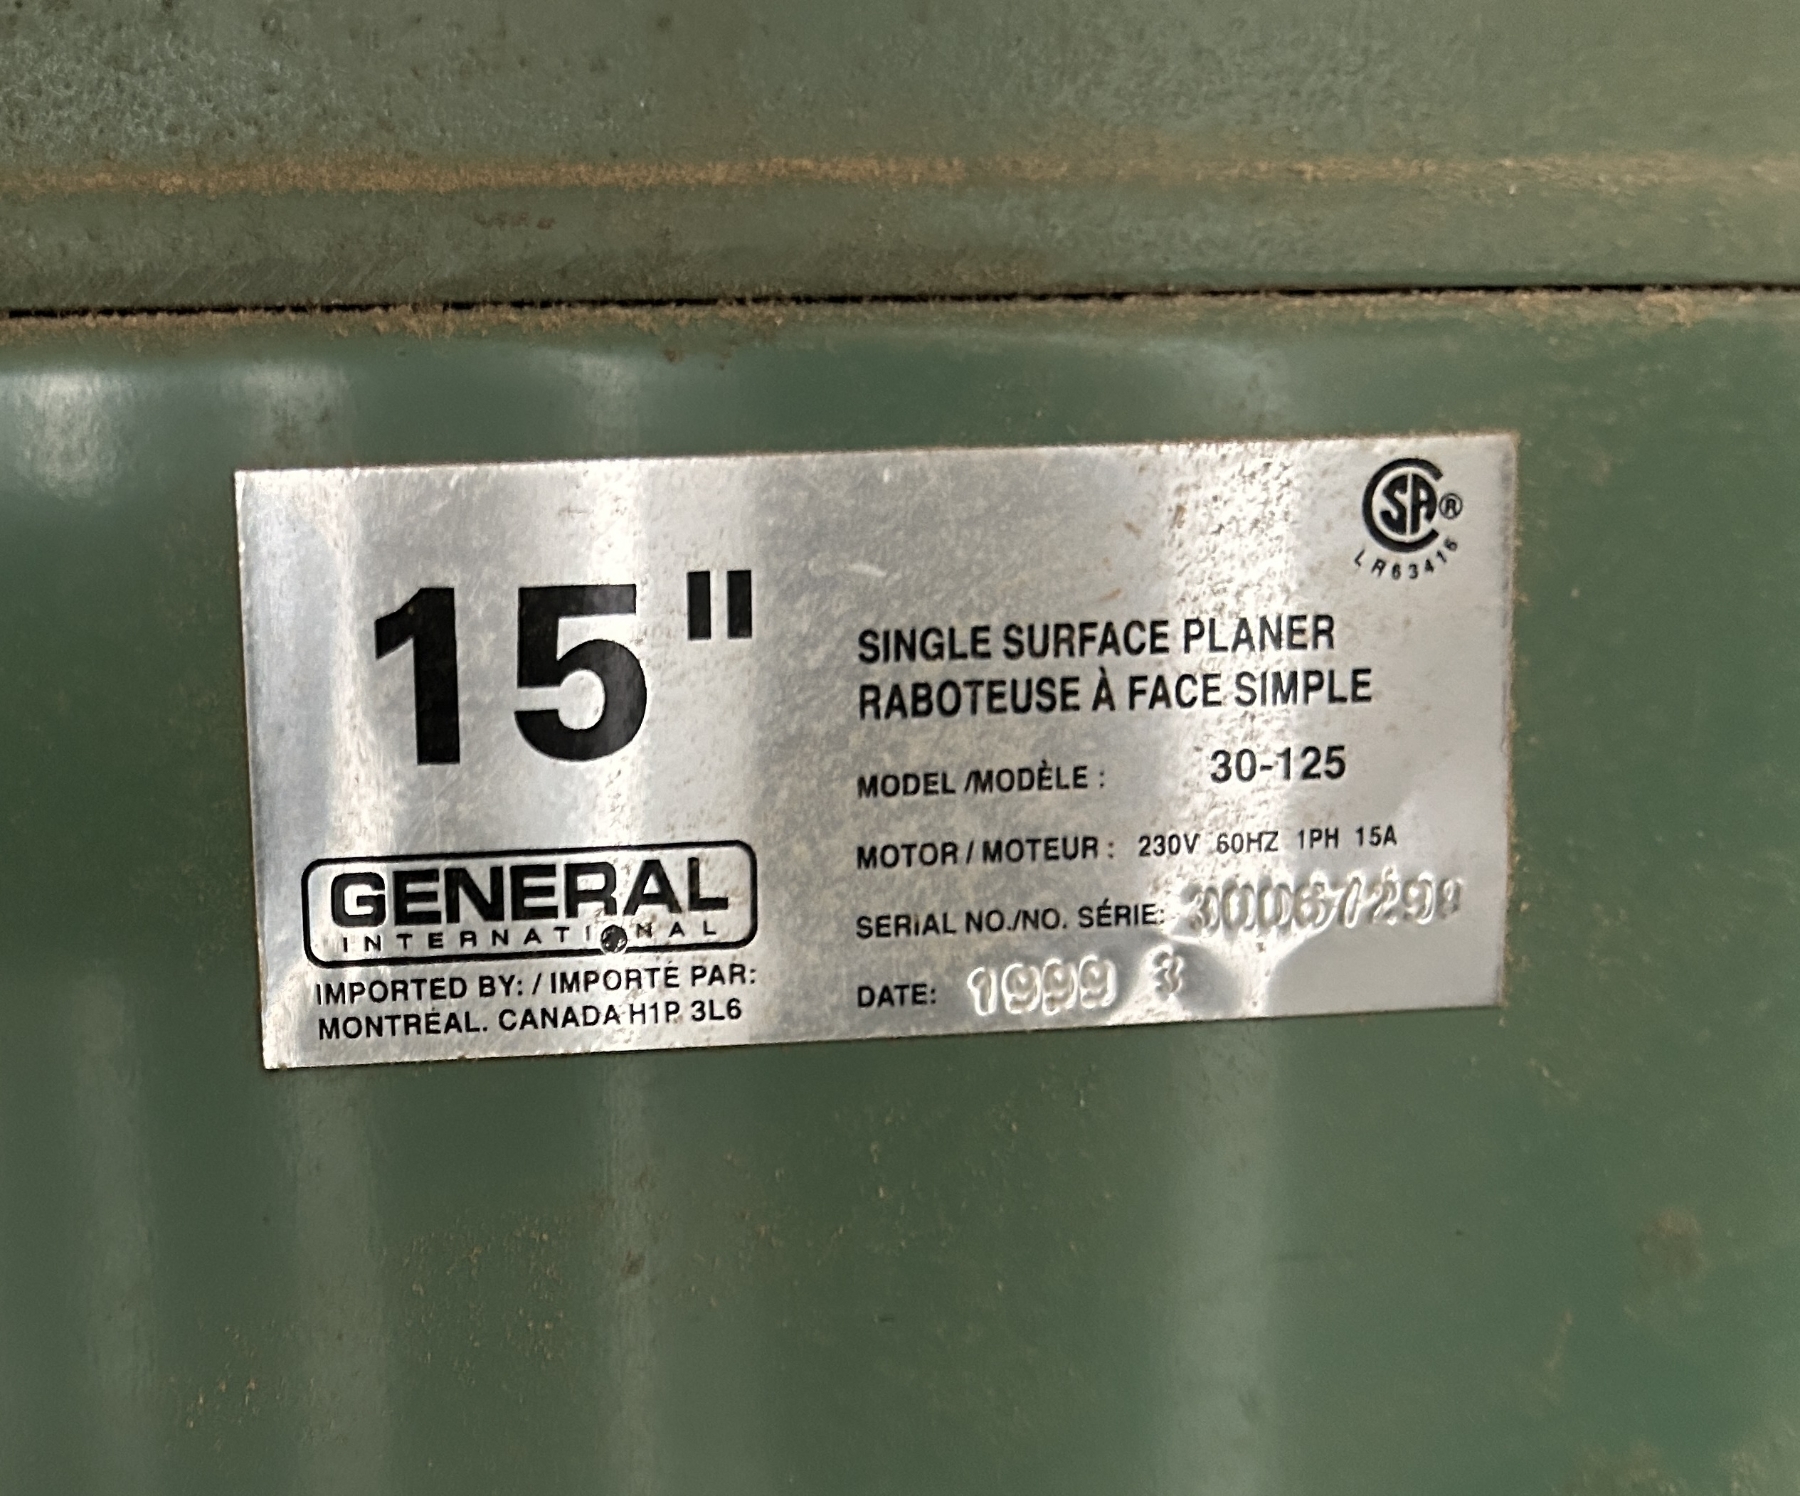 CSA®
LR63416
15"
SINGLE SURFACE PLANER
RABOTEUSE À FACE SIMPLE
MODEL /MODÈLE : 30-125
MOTOR / MOTEUR : 230V 60HZ 1PH 15A
SERIAL NO./NO. SÉRIE:
DATE: 1999 3
GENERAL
INTERNATIONAL
IMPORTED BY: / IMPORTÉ PAR:
MONTRÉAL. CANADA H1P 3L6